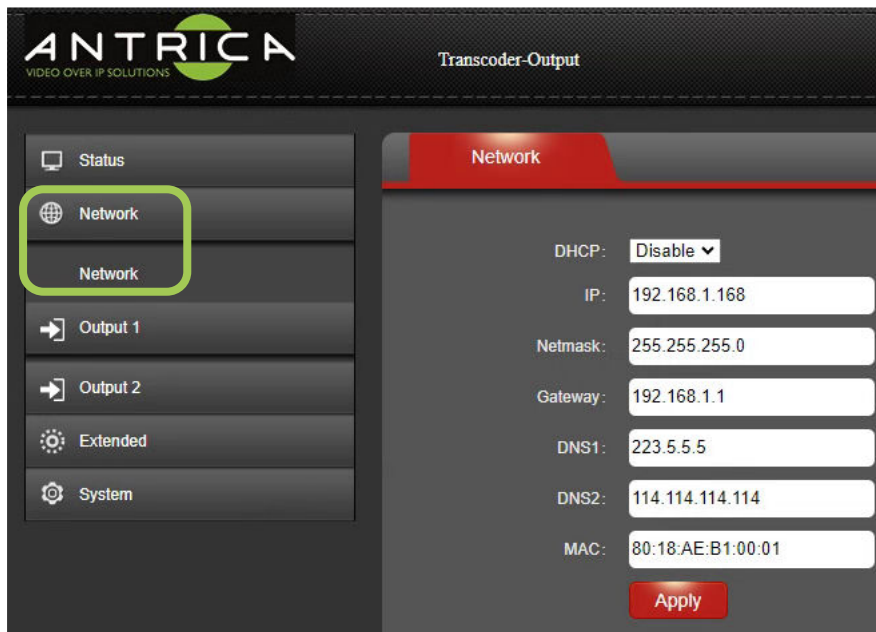 ANTRICA
VIDEO OVER IP SOLUTIONS
Transcoder-Output
Status
Network
Network
Output 1
Output 2
Extended
System
Network
DHCP: Disable
IP: 192.168.1.168
Netmask: 255.255.255.0
Gateway: 192.168.1.1
DNS1: 223.5.5.5
DNS2: 114.114.114.114
MAC: 80:18:AE:B1:00:01
Apply